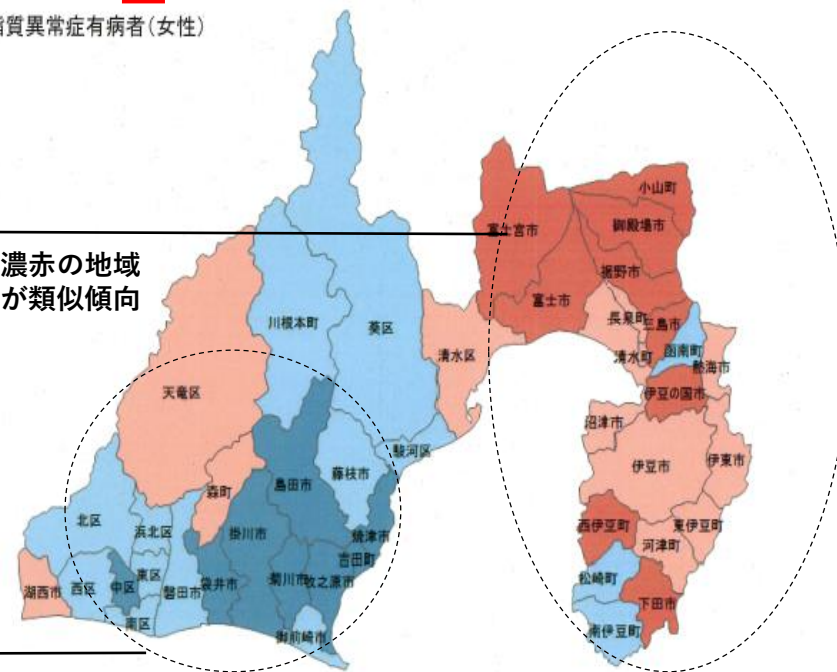 質異常症有病者(女性)
濃赤の地域
が類似傾向
小山町
御殿場市
富士宮市
裾野市
富士市
長泉町
三島市
函南町
清水町
熱海市
伊豆の国市
川根本町
葵区
清水区
天竜区
沼津市
伊豆市
伊東市
駿河区
藤枝市
島田市
森町
北区
浜北区
掛川市
焼津市
吉田町
西伊豆町
東伊豆町
河津町
湖西市
西区
中区
東区
磐田市
袋井市
菊川市
牧之原市
松崎町
下田市
南区
御前崎市
南伊豆町